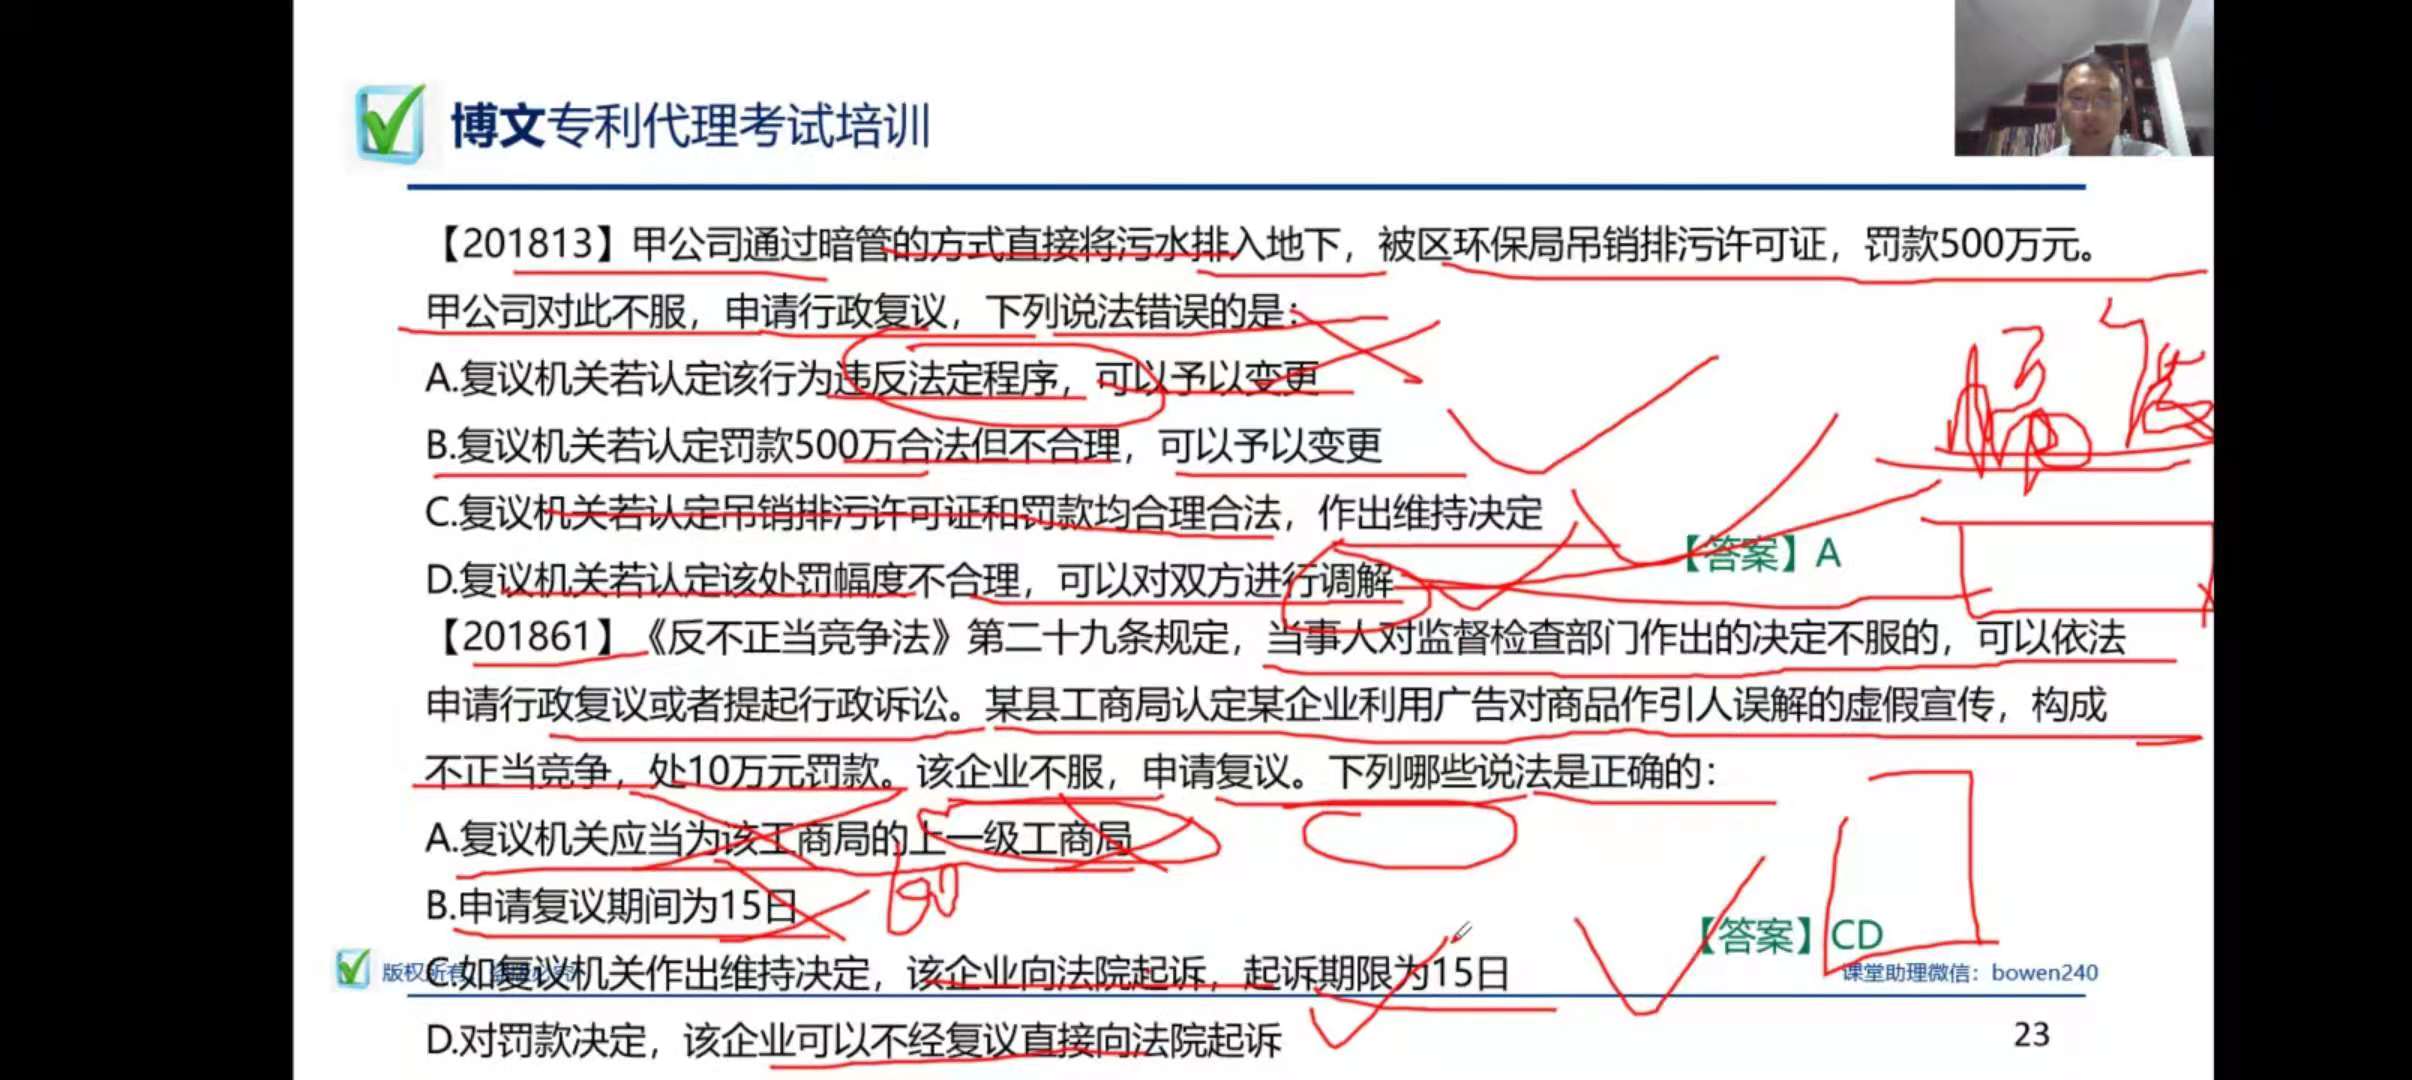 博文专利代理考试培训
【201813】甲公司通过暗管的方式直接将污水排入地下，被区环保局吊销排污许可证，罚款500万元。
甲公司对此不服，申请行政复议，下列说法错误的是：
A.复议机关若认定该行为违反法定程序，可以予以变更
B.复议机关若认定罚款500万合法但不合理，可以予以变更
C.复议机关若认定吊销排污许可证和罚款均合理合法，作出维持决定
【答案】A
D.复议机关若认定该处罚幅度不合理，可以对双方进行调解
幅度
【201861】《反不正当竞争法》第二十九条规定，当事人对监督检查部门作出的决定不服的，可以依法
申请行政复议或者提起行政诉讼。某县工商局认定某企业利用广告对商品作引人误解的虚假宣传，构成
不正当竞争，处10万元罚款。该企业不服，申请复议。下列哪些说法是正确的：
A.复议机关应当为该工商局的上一级工商局
B.申请复议期间为15日
60
【答案】CD
C.如复议机关作出维持决定，该企业向法院起诉，起诉期限为15日
版权所有
课堂助理微信：bowen240
D.对罚款决定，该企业可以不经复议直接向法院起诉
23